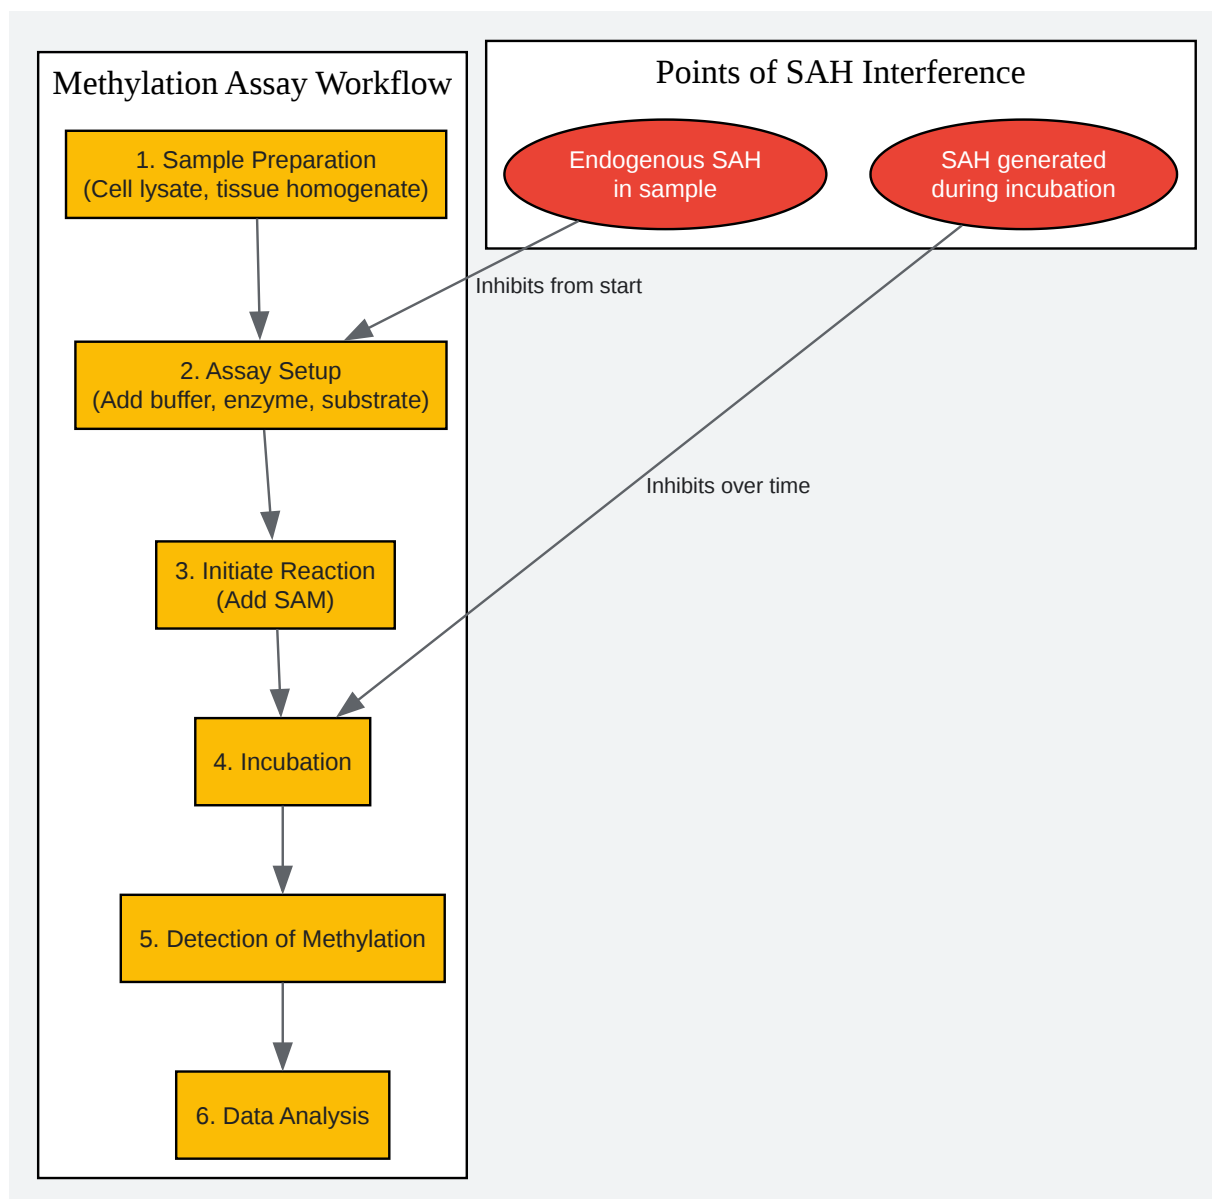 Methylation Assay Workflow
1. Sample Preparation
(Cell lysate, tissue homogenate)
2. Assay Setup
(Add buffer, enzyme, substrate)
3. Initiate Reaction
(Add SAM)
4. Incubation
5. Detection of Methylation
6. Data Analysis
Points of SAH Interference
Endogenous SAH
in sample
SAH generated
during incubation
Inhibits from start
Inhibits over time